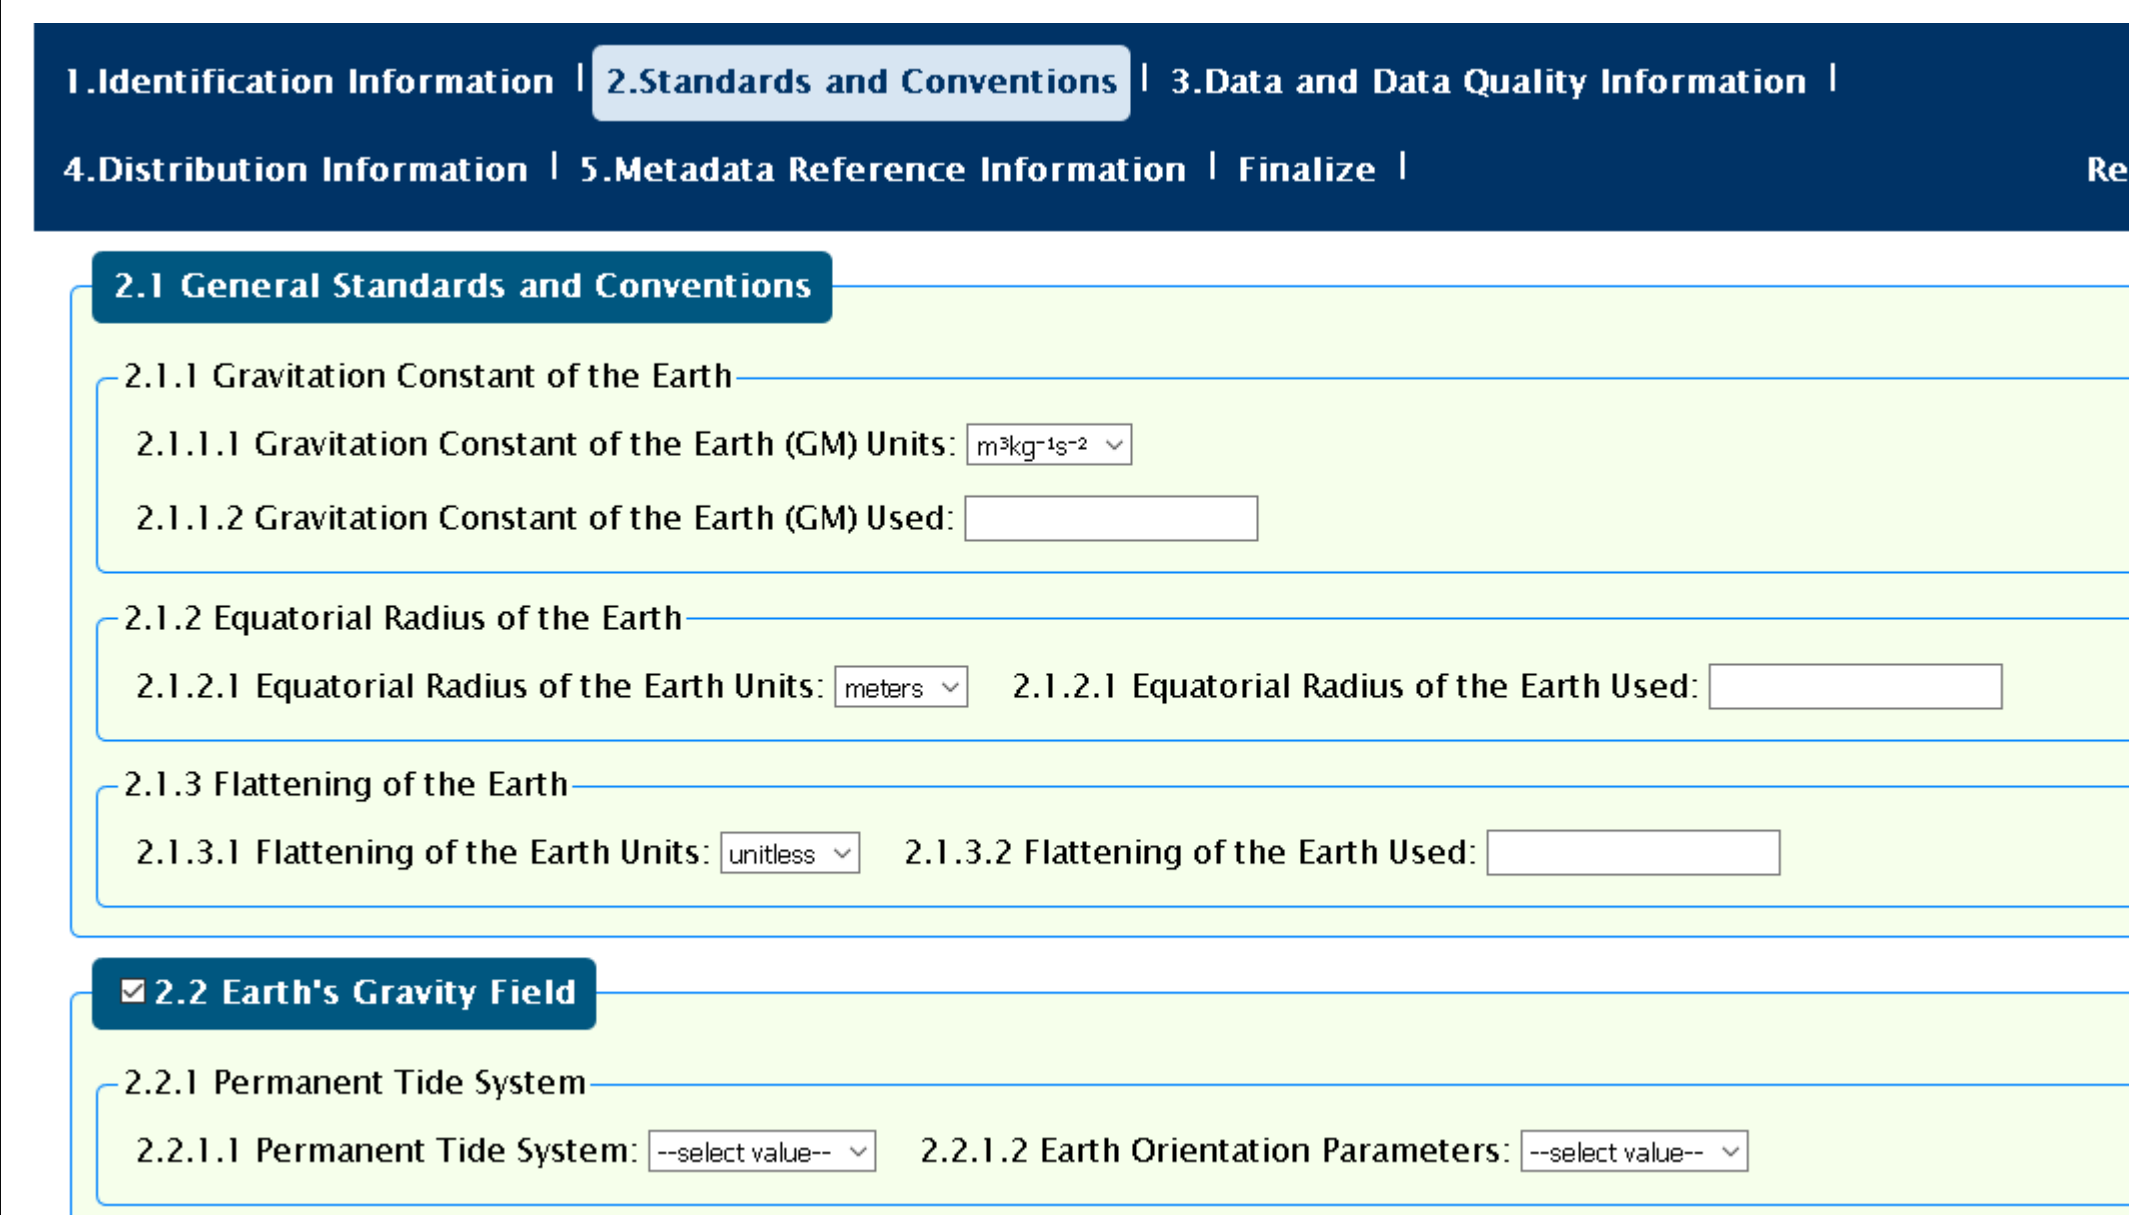 1.Identification Information | 2.Standards and Conventions | 3.Data and Data Quality Information |
4.Distribution Information | 5.Metadata Reference Information | Finalize | Re
2.1 General Standards and Conventions
2.1.1 Gravitation Constant of the Earth
2.1.1.1 Gravitation Constant of the Earth (GM) Units: m³kg⁻¹s⁻²
2.1.1.2 Gravitation Constant of the Earth (GM) Used:
2.1.2 Equatorial Radius of the Earth
2.1.2.1 Equatorial Radius of the Earth Units: meters 2.1.2.1 Equatorial Radius of the Earth Used:
2.1.3 Flattening of the Earth
2.1.3.1 Flattening of the Earth Units: unitless 2.1.3.2 Flattening of the Earth Used:
2.2 Earth's Gravity Field
2.2.1 Permanent Tide System
2.2.1.1 Permanent Tide System: --select value-- 2.2.1.2 Earth Orientation Parameters: --select value--